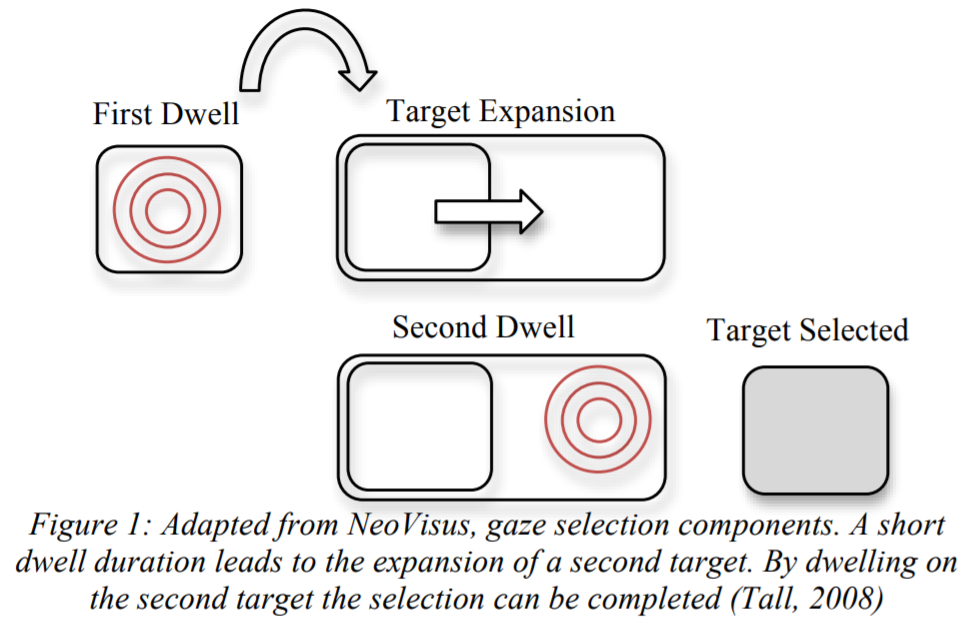 First Dwell
Target Expansion
Second Dwell
Target Selected
Figure 1: Adapted from NeoVisus, gaze selection components. A short
dwell duration leads to the expansion of a second target. By dwelling on
the second target the selection can be completed (Tall, 2008)